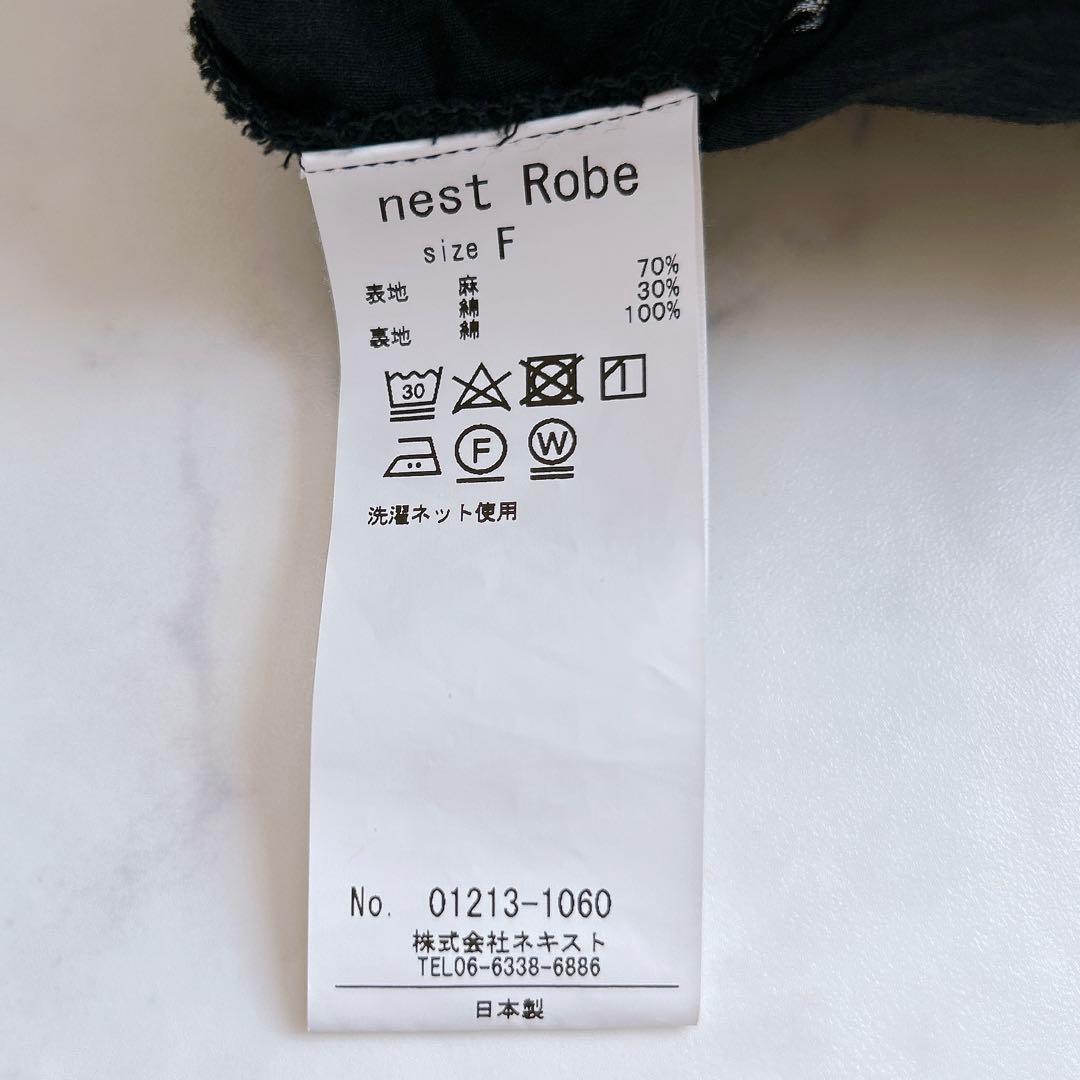 nest Robe
size F
表地 麻 70%
綿 30%
裏地 綿 100%
30
F W
洗濯ネット使用
No. 01213-1060
株式会社ネキスト
TEL06-6338-6886
日本製